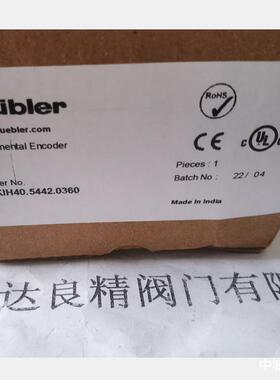 übler
uebler.com
mental Encoder
er No.
KIH40.5442.0360
RoHS
CE
UL
Pieces : 1
Batch No : 22 / 04
Made in India
达良精阀门有限